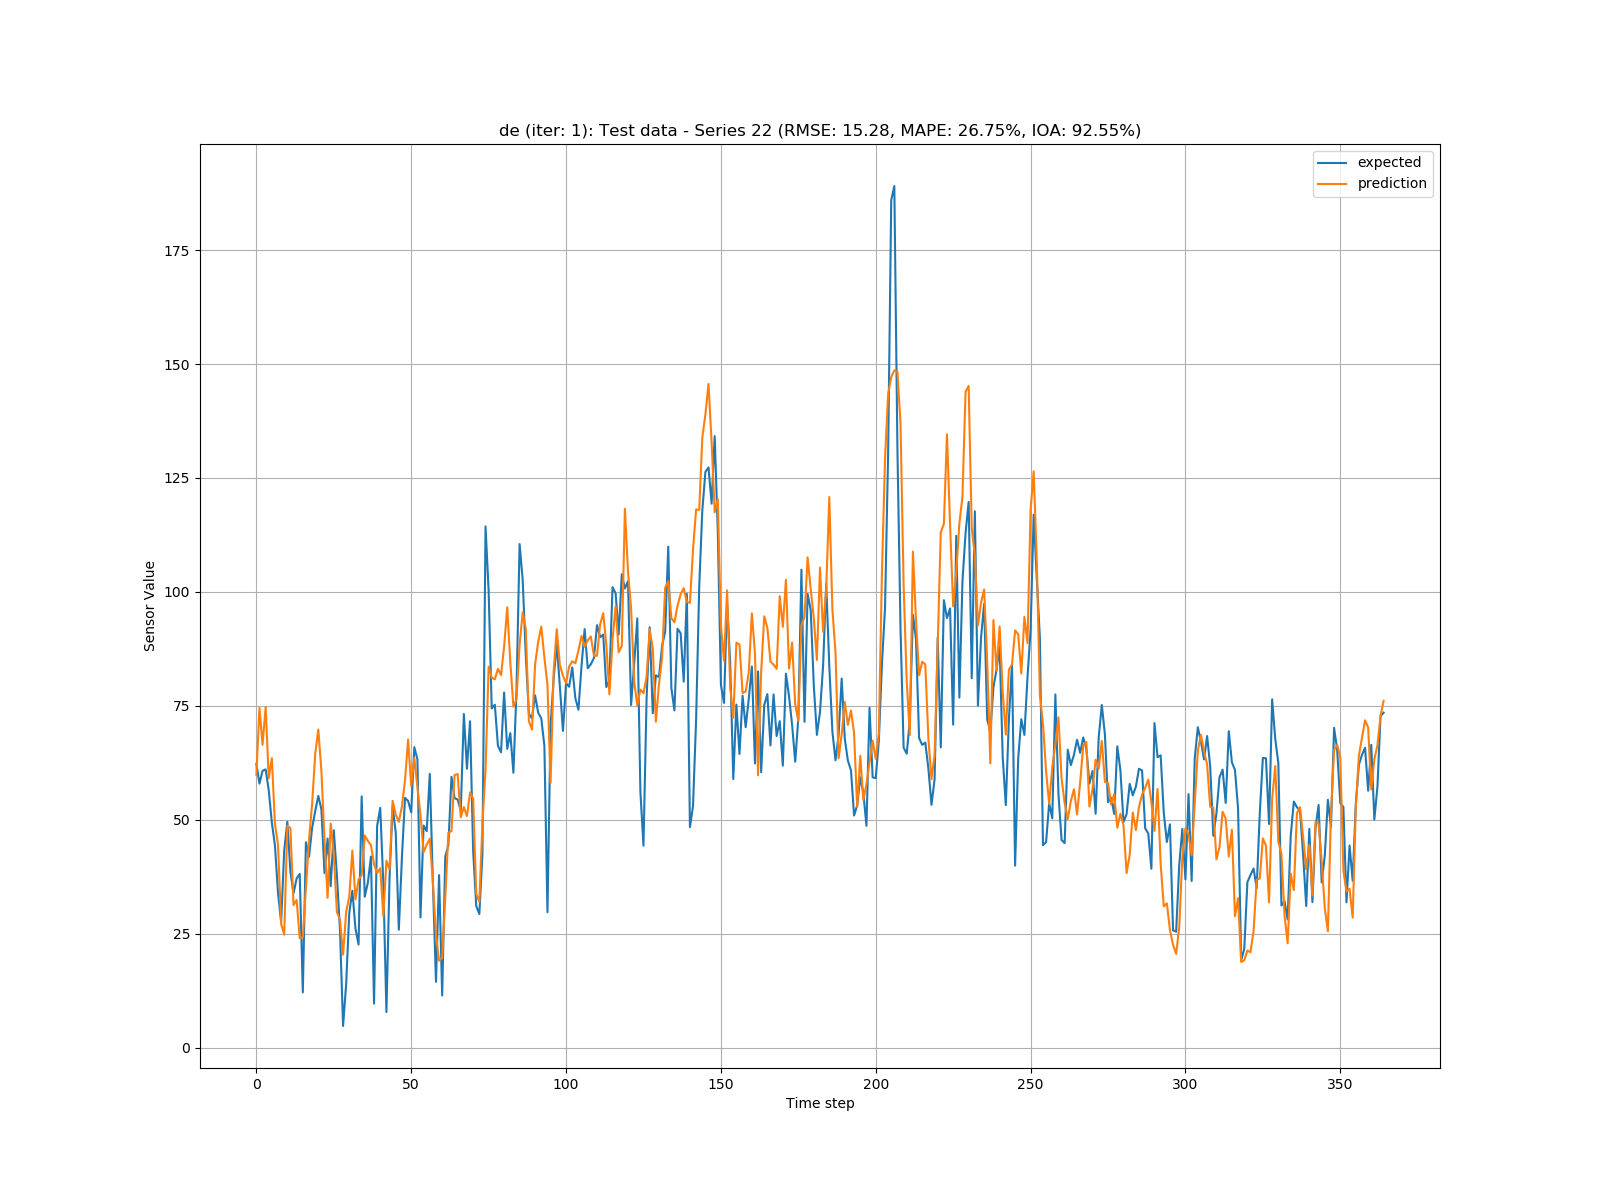 de (iter: 1): Test data - Series 22 (RMSE: 15.28, MAPE: 26.75%, IOA: 92.55%)
expected
prediction
175
150
125
100
75
50
25
0
Sensor Value
0 50 100 150 200 250 300 350
Time step